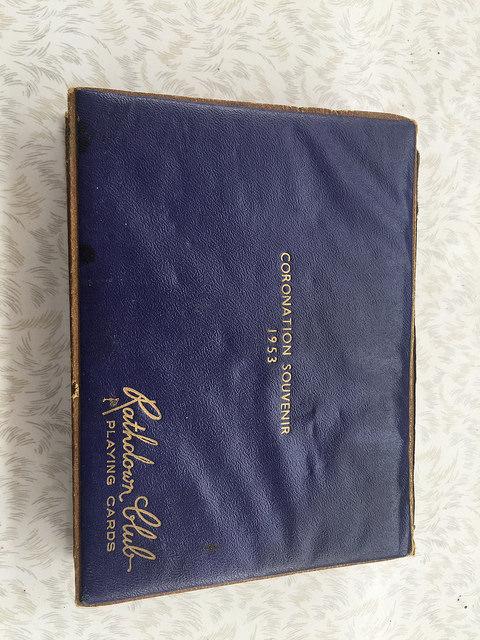 CORONATION SOUVENIR
1953
Rathdown Club
PLAYING CARDS